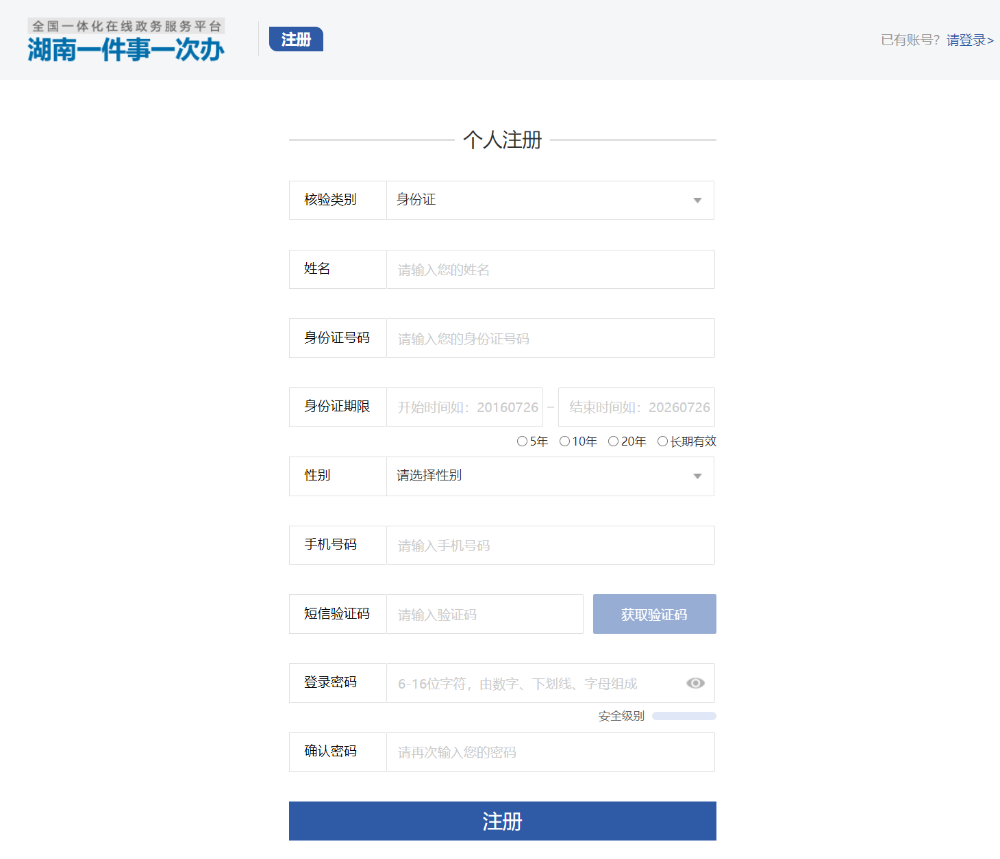 全国一体化在线政务服务平台
湖南一件事一次办
注册
已有账号？请登录>
个人注册
核验类别 身份证
姓名 请输入您的姓名
身份证号码 请输入您的身份证号码
身份证期限 开始时间如：20160726 - 结束时间如：20260726
5年 10年 20年 长期有效
性别 请选择性别
手机号码 请输入手机号码
短信验证码 请输入验证码 获取验证码
登录密码 6-16位字符，由数字、下划线、字母组成
安全级别
确认密码 请再次输入您的密码
注册